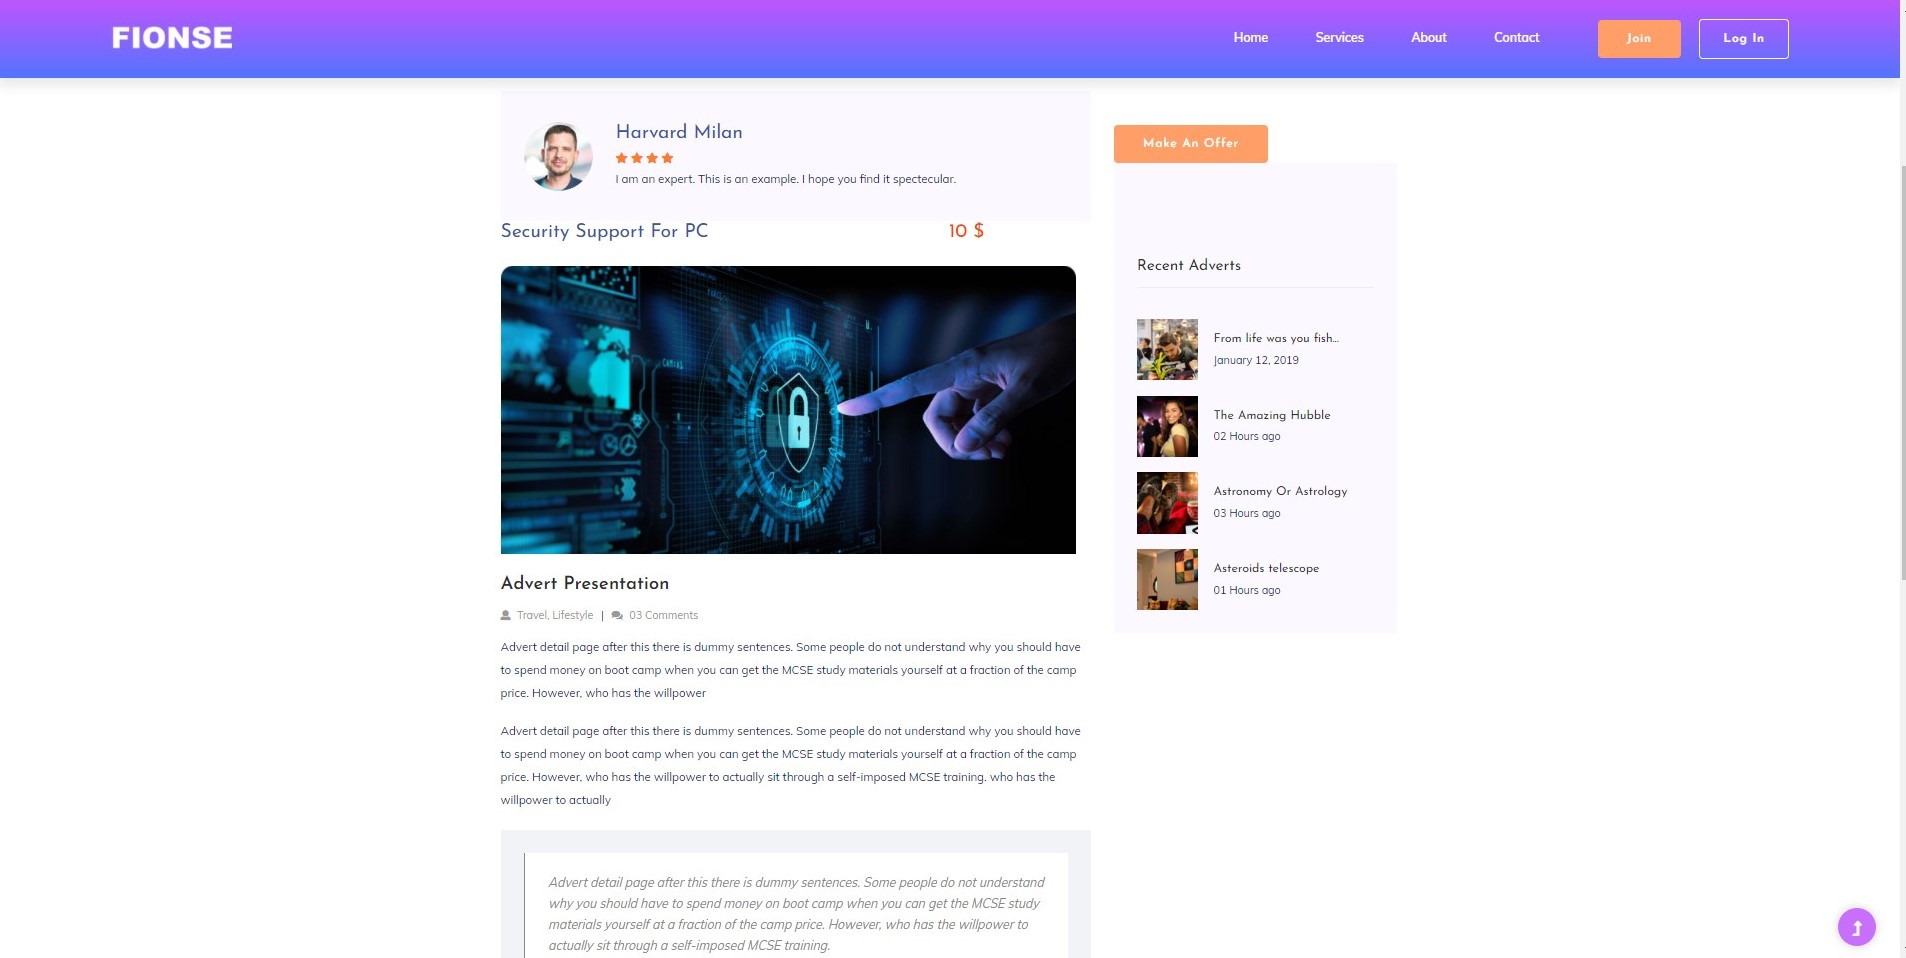 FIONSE
Home
Services
About
Contact
Join
Log In
Harvard Milan
I am an expert. This is an example. I hope you find it spectecular.
Make An Offer
Security Support For PC
10 $
Recent Adverts
From life was you fish...
January 12, 2019
The Amazing Hubble
02 Hours ago
Astronomy Or Astrology
03 Hours ago
Asteroids telescope
01 Hours ago
Advert Presentation
Travel, Lifestyle | 03 Comments
Advert detail page after this there is dummy sentences. Some people do not understand why you should have
to spend money on boot camp when you can get the MCSE study materials yourself at a fraction of the camp
price. However, who has the willpower
Advert detail page after this there is dummy sentences. Some people do not understand why you should have
to spend money on boot camp when you can get the MCSE study materials yourself at a fraction of the camp
price. However, who has the willpower to actually sit through a self-imposed MCSE training. who has the
willpower to actually
Advert detail page after this there is dummy sentences. Some people do not understand
why you should have to spend money on boot camp when you can get the MCSE study
materials yourself at a fraction of the camp price. However, who has the willpower to
actually sit through a self-imposed MCSE training.